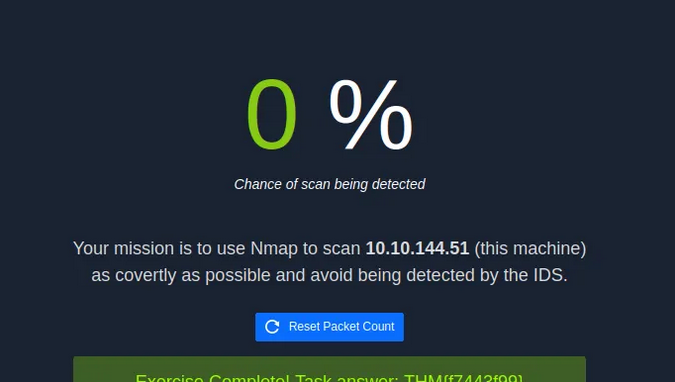 0 %
Chance of scan being detected
Your mission is to use Nmap to scan 10.10.144.51 (this machine)
as covertly as possible and avoid being detected by the IDS.
Reset Packet Count
Exercise Complete! Task answer: THM{f7443f99}